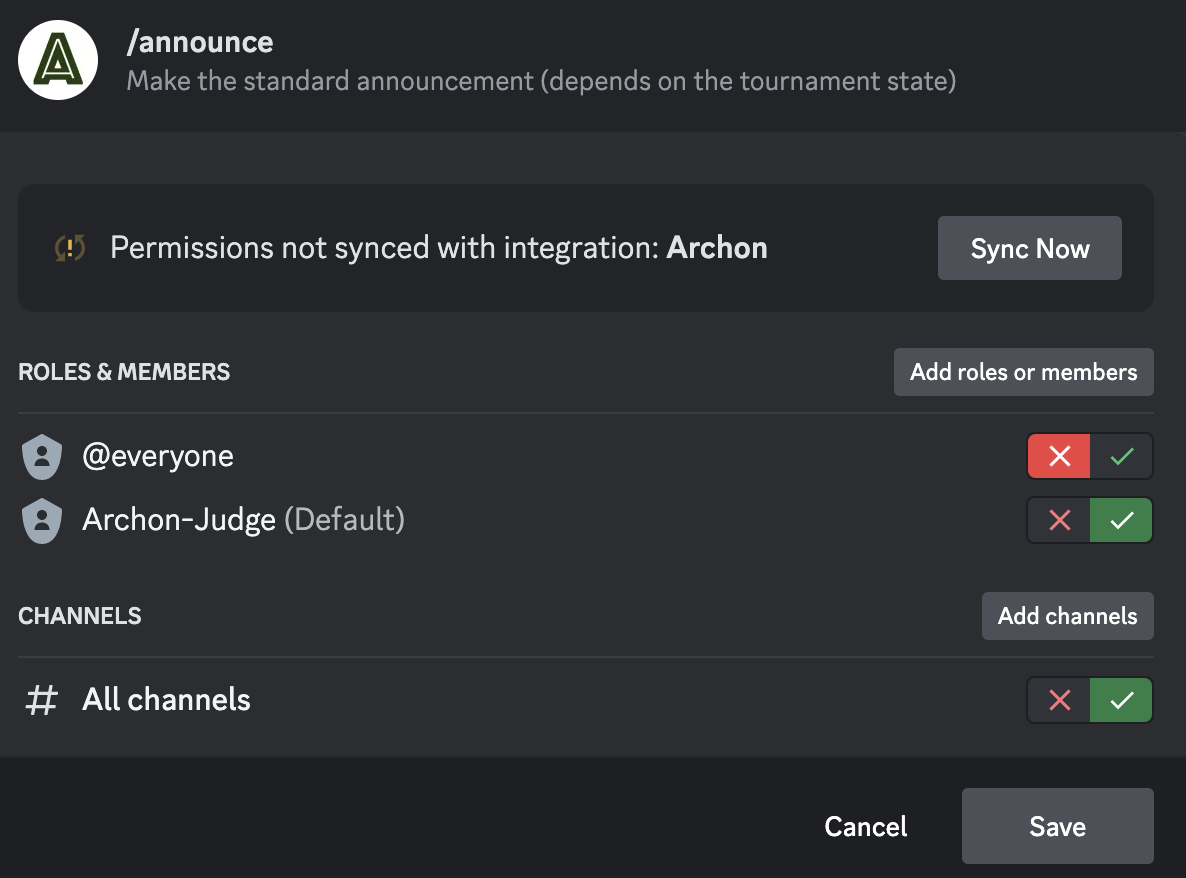 /announce
Make the standard announcement (depends on the tournament state)
Permissions not synced with integration: Archon
Sync Now
ROLES & MEMBERS
Add roles or members
@everyone
Archon-Judge (Default)
CHANNELS
Add channels
All channels
Cancel
Save